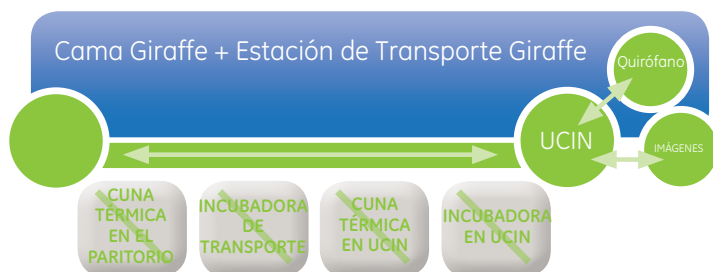 Cama Giraffe + Estación de Transporte Giraffe
Quirófano
UCIN
IMÁGENES
CUNA
TÉRMICA
EN EL
PARITORIO
INCUBADORA
DE
TRANSPORTE
CUNA
TÉRMICA
EN UCIN
INCUBADORA
EN UCIN